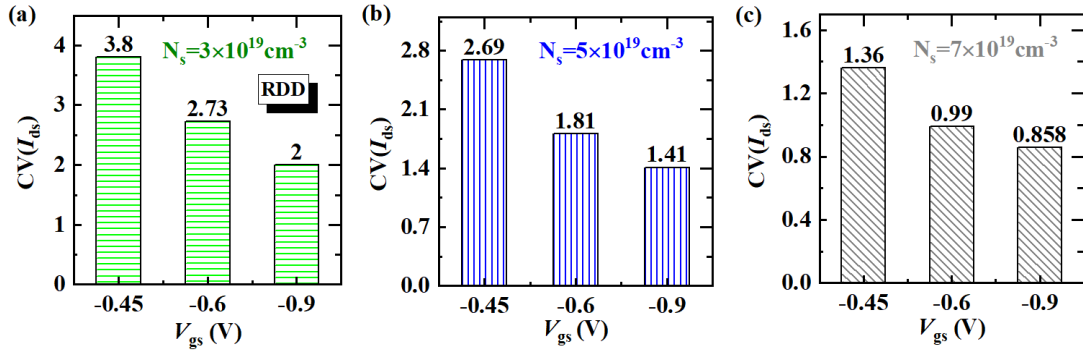 (a)
N_s=3×10^19cm^-3
RDD
CV(I_ds)
4
3
2
1
0
3.8
2.73
2
-0.45 -0.6 -0.9
V_gs (V)
(b)
N_s=5×10^19cm^-3
CV(I_ds)
2.8
2.1
1.4
0.7
0.0
2.69
1.81
1.41
-0.45 -0.6 -0.9
V_gs (V)
(c)
N_s=7×10^19cm^-3
CV(I_ds)
1.6
1.2
0.8
0.4
0.0
1.36
0.99
0.858
-0.45 -0.6 -0.9
V_gs (V)